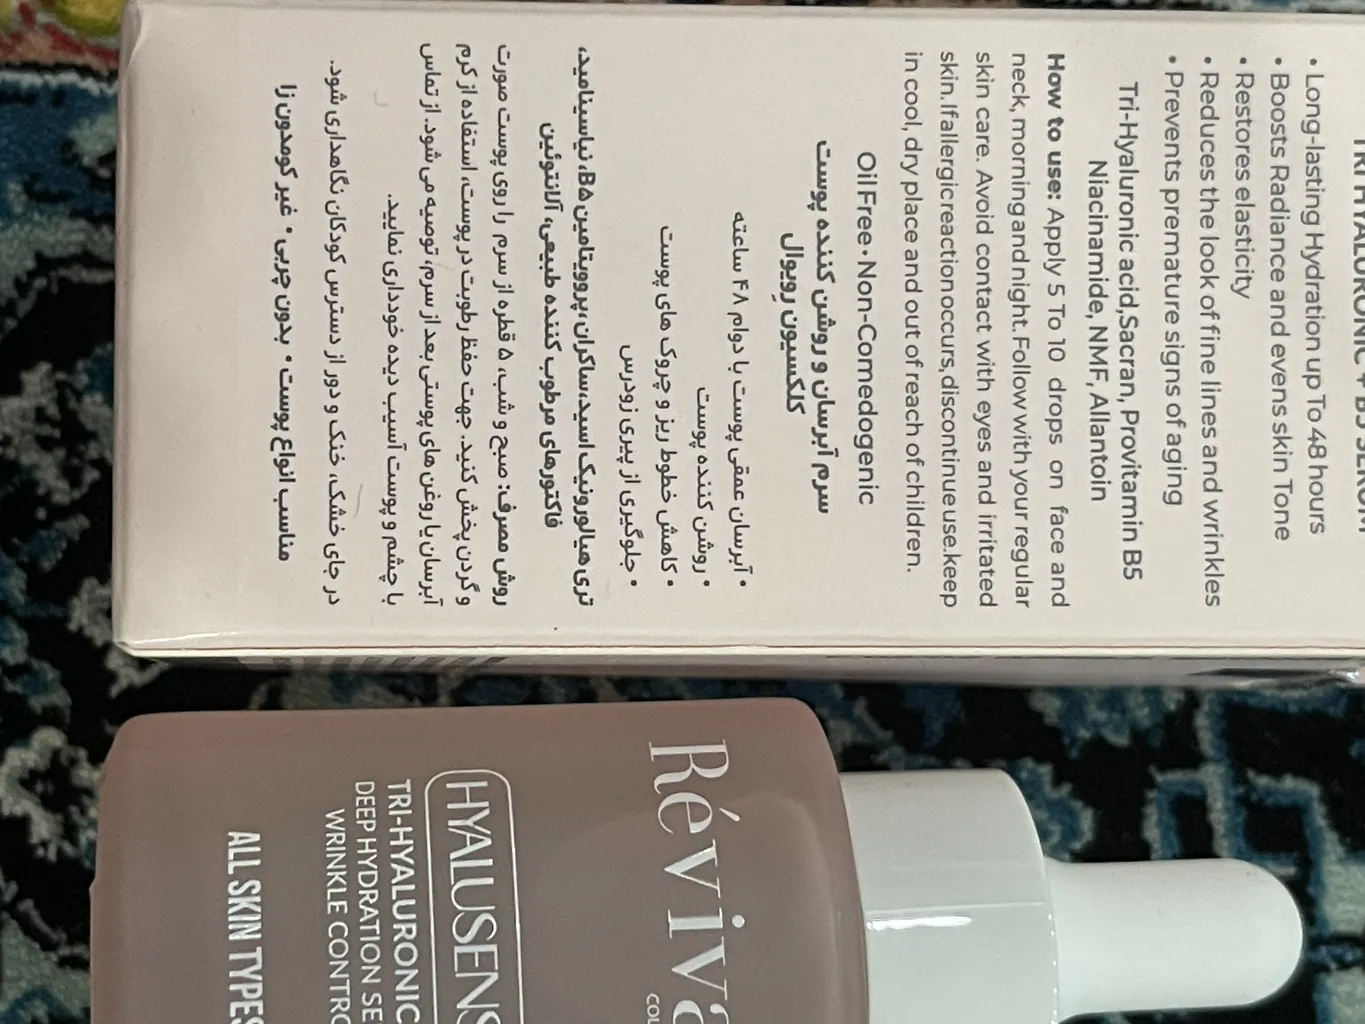 TRI HYALURONIC + B5 SERUM
• Long-lasting Hydration up To 48 hours
• Boosts Radiance and evens skin Tone
• Restores elasticity
• Reduces the look of fine lines and wrinkles
• Prevents premature signs of aging
Tri-Hyaluronic acid,Sacran, Provitamin B5
Niacinamide, NMF, Allantoin
How to use: Apply 5 To 10 drops on face and
neck, morning and night. Follow with your regular
skin care. Avoid contact with eyes and irritated
skin. If allergic reaction occurs, discontinue use. keep
in cool, dry place and out of reach of children.
Oil Free • Non-Comedogenic
سرم آبرسان و روشن کننده پوست
کلکسیون رِویوال
• آبرسان عمقی پوست با دوام ۴۸ ساعته
• روشن کننده پوست
• کاهش خطوط ریز و چروک های پوست
• جلوگیری از پیری زودرس
تری هیالورونیک اسید، ساکران، پروویتامین B۵، نیاسینامید،
فاکتورهای مرطوب کننده طبیعی، آلانتوئین
روش مصرف: صبح و شب، ۵ قطره از سرم را روی پوست صورت
و گردن پخش کنید. جهت حفظ رطوبت در پوست، استفاده از کرم
آبرسان یا روغن های پوستی بعد از سرم، توصیه می شود. از تماس
با چشم و پوست آسیب دیده خودداری نمایید.
در جای خشک، خنک و دور از دسترس کودکان نگاهداری شود.
مناسب انواع پوست • بدون چربی • غیر کومدون زا
Réviva
COL
HYALUSENS
TRI-HYALURONIC
DEEP HYDRATION SE
WRINKLE CONTRO
ALL SKIN TYPES